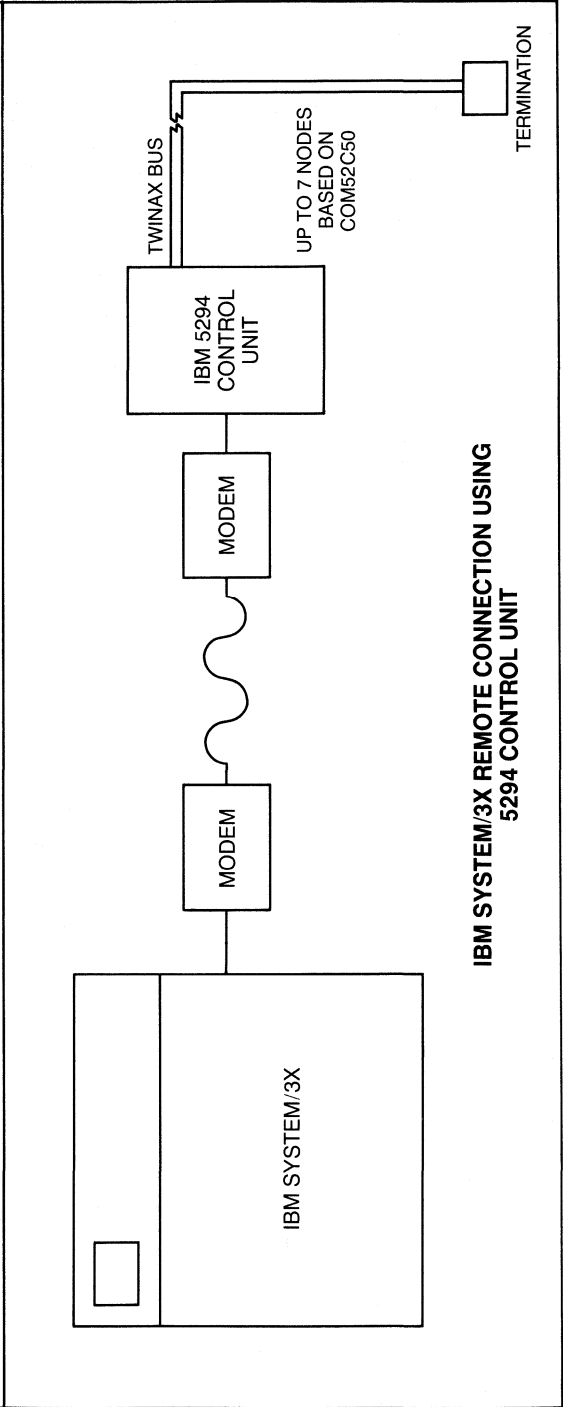 IBM SYSTEM/3X
MODEM
MODEM
IBM 5294
CONTROL
UNIT
TWINAX BUS
UP TO 7 NODES
BASED ON
COM52C50
TERMINATION
IBM SYSTEM/3X REMOTE CONNECTION USING
5294 CONTROL UNIT